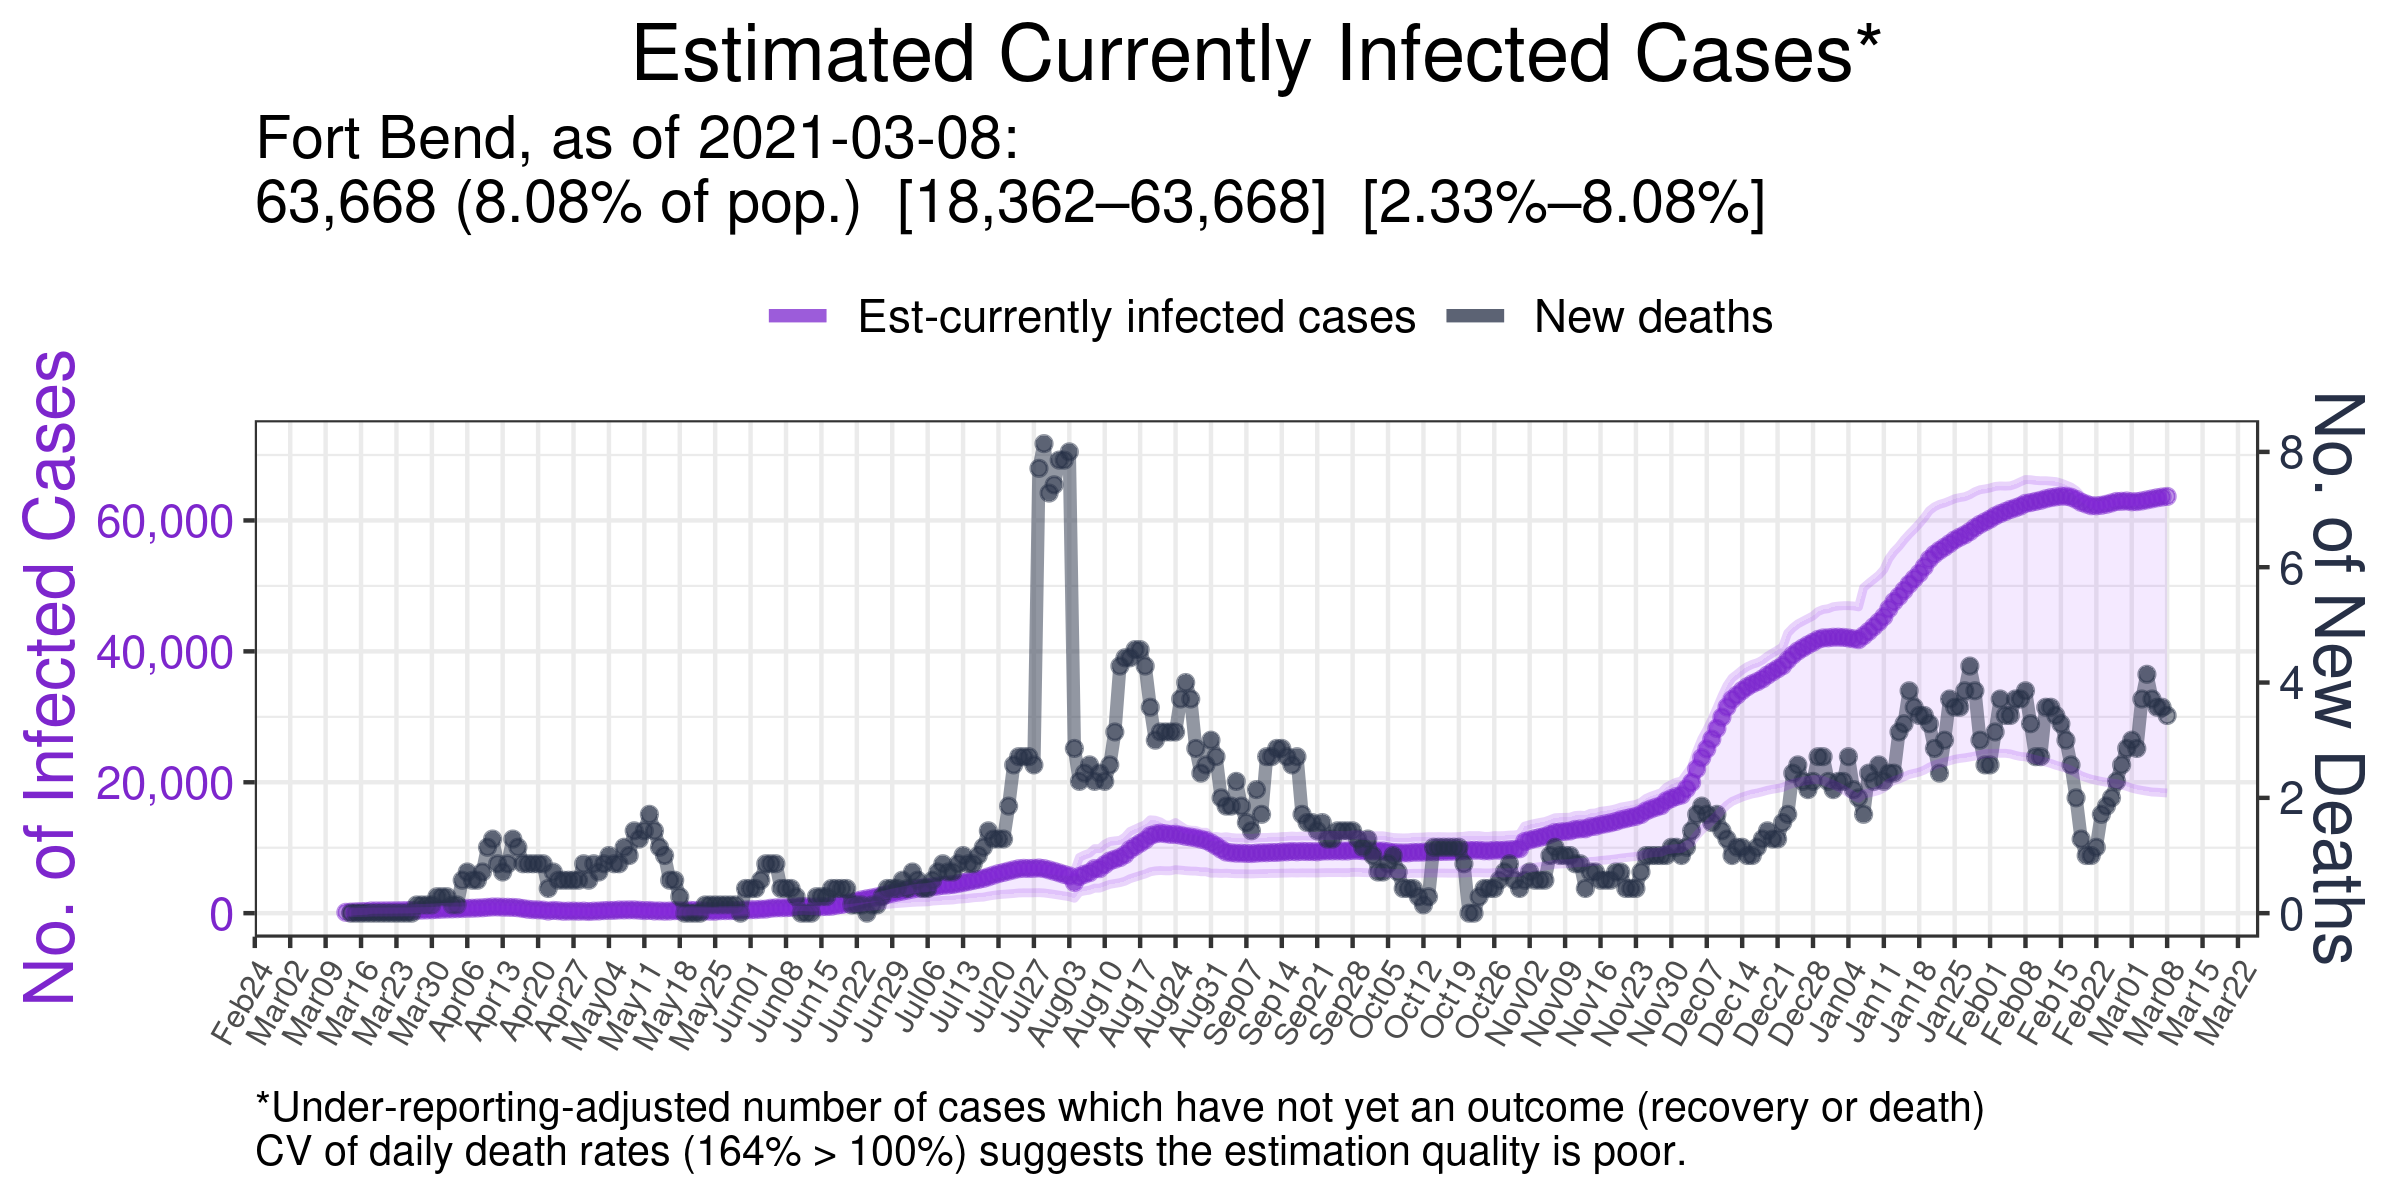 Estimated Currently Infected Cases*
Fort Bend, as of 2021-03-08:
63,668 (8.08% of pop.)  [18,362–63,668]  [2.33%–8.08%]
Est-currently infected cases
New deaths
No. of Infected Cases
60,000
40,000
20,000
0
8
6
4
2
0
No. of New Deaths
Feb24
Mar02
Mar09
Mar16
Mar23
Mar30
Apr06
Apr13
Apr20
Apr27
May04
May11
May18
May25
Jun01
Jun08
Jun15
Jun22
Jun29
Jul06
Jul13
Jul20
Jul27
Aug03
Aug10
Aug17
Aug24
Aug31
Sep07
Sep14
Sep21
Sep28
Oct05
Oct12
Oct19
Oct26
Nov02
Nov09
Nov16
Nov23
Nov30
Dec07
Dec14
Dec21
Dec28
Jan04
Jan11
Jan18
Jan25
Feb01
Feb08
Feb15
Feb22
Mar01
Mar08
Mar15
Mar22
*Under-reporting-adjusted number of cases which have not yet an outcome (recovery or death)
CV of daily death rates (164% > 100%) suggests the estimation quality is poor.